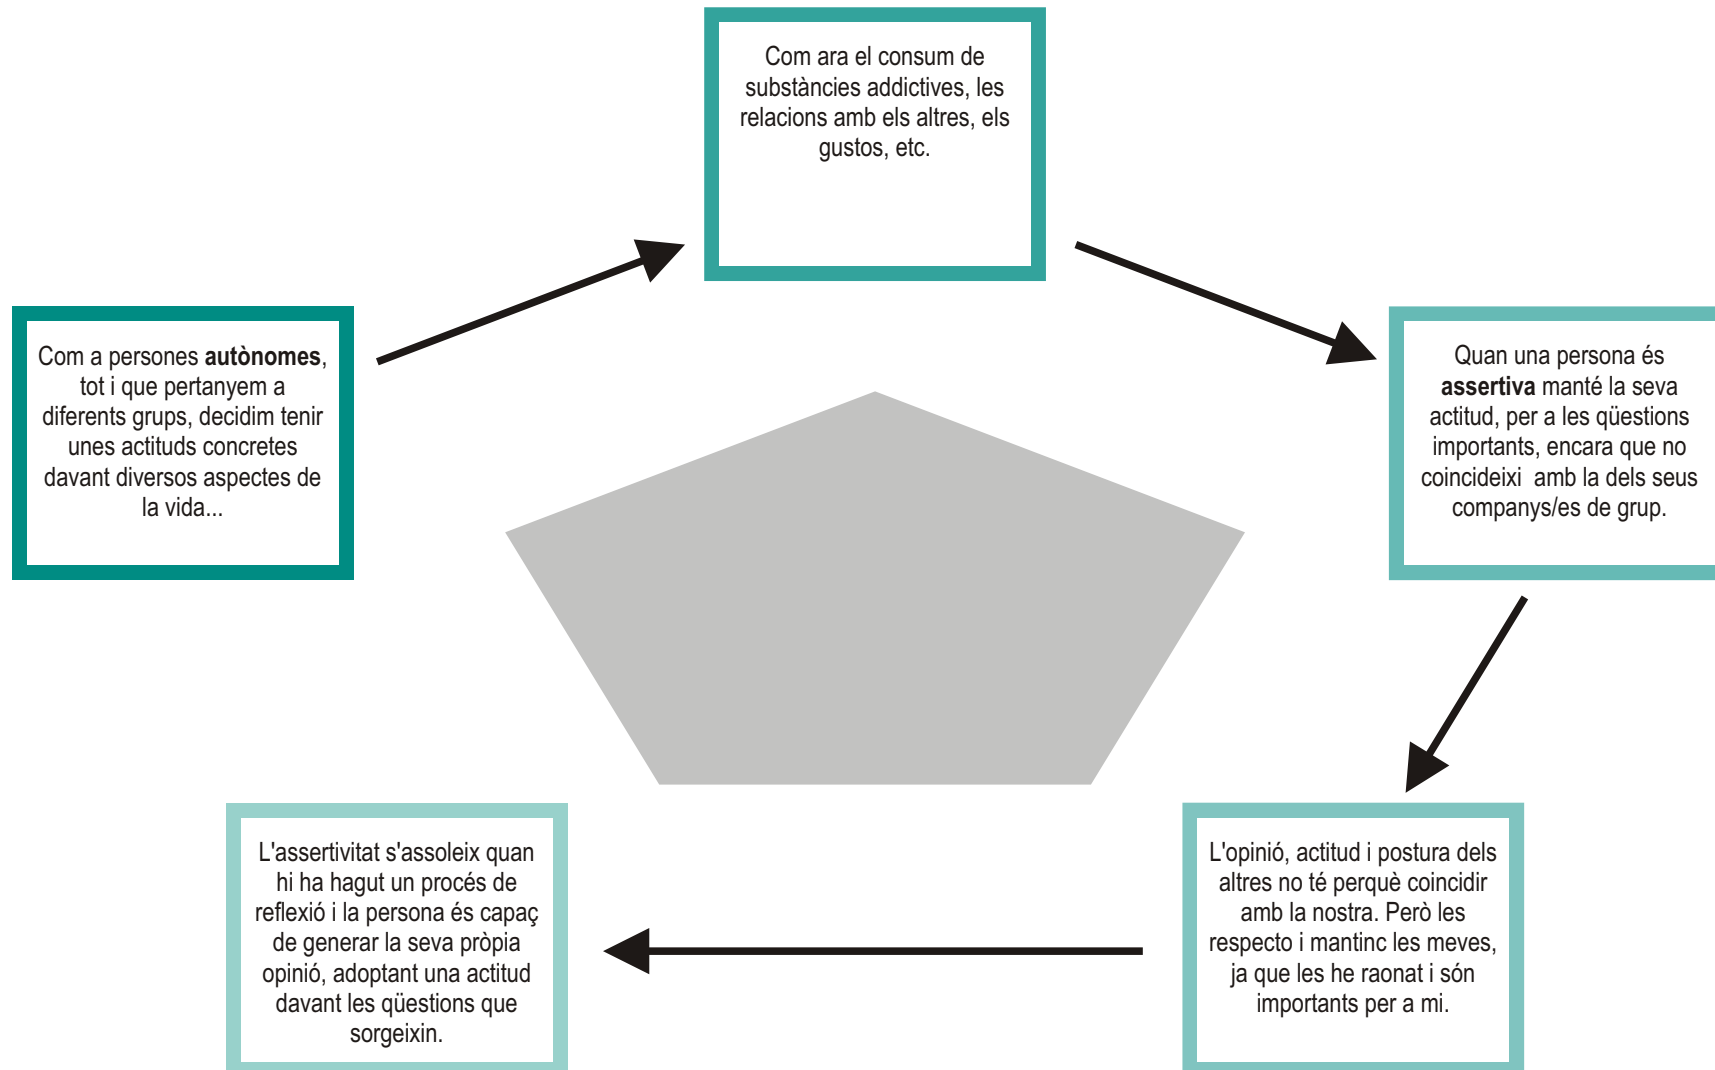 Com ara el consum de
substàncies addictives, les
relacions amb els altres, els
gustos, etc.
Com a persones autònomes,
tot i que pertanyem a
diferents grups, decidim tenir
unes actituds concretes
davant diversos aspectes de
la vida...
Quan una persona és
assertiva manté la seva
actitud, per a les qüestions
importants, encara que no
coincideixi  amb la dels seus
companys/es de grup.
L'opinió, actitud i postura dels
altres no té perquè coincidir
amb la nostra. Però les
respecto i mantinc les meves,
ja que les he raonat i són
importants per a mi.
L'assertivitat s'assoleix quan
hi ha hagut un procés de
reflexió i la persona és capaç
de generar la seva pròpia
opinió, adoptant una actitud
davant les qüestions que
sorgeixin.